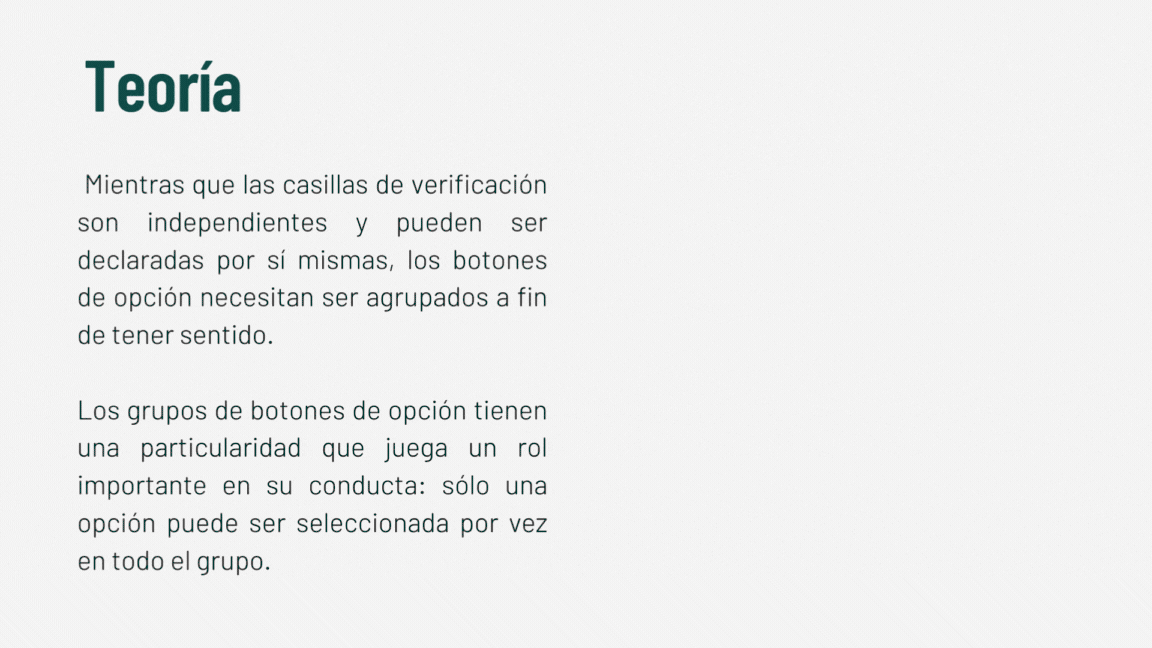 Teoría
Mientras que las casillas de verificación
son independientes y pueden ser
declaradas por sí mismas, los botones
de opción necesitan ser agrupados a fin
de tener sentido.
Los grupos de botones de opción tienen
una particularidad que juega un rol
importante en su conducta: sólo una
opción puede ser seleccionada por vez
en todo el grupo.